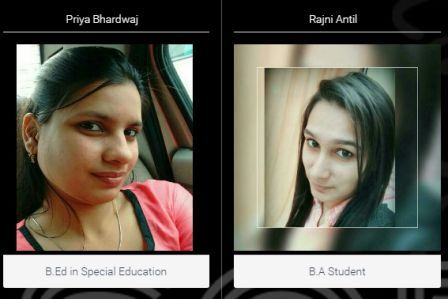 Priya Bhardwaj
Rajni Antil
B.Ed in Special Education
B.A Student